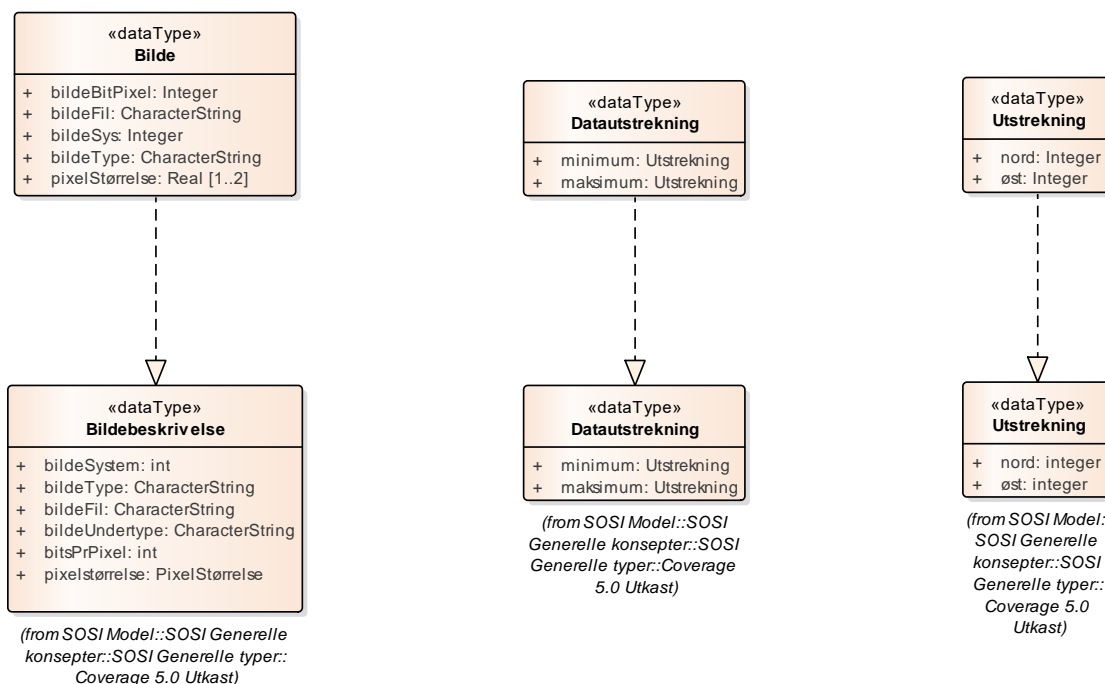 «dataType»
Bilde
+ bildeBitPixel: Integer
+ bildeFil: CharacterString
+ bildeSys: Integer
+ bildeType: CharacterString
+ pixelStørrelse: Real [1..2]
«dataType»
Datautstrekning
+ minimum: Utstrekning
+ maksimum: Utstrekning
«dataType»
Utstrekning
+ nord: Integer
+ øst: Integer
«dataType»
Bildebeskrivelse
+ bildeSystem: int
+ bildeType: CharacterString
+ bildeFil: CharacterString
+ bildeUndertype: CharacterString
+ bitsPrPixel: int
+ pixelstørrelse: PixelStørrelse
(from SOSI Model::SOSI Generelle
konsepter::SOSI Generelle typer::
Coverage 5.0 Utkast)
«dataType»
Datautstrekning
+ minimum: Utstrekning
+ maksimum: Utstrekning
(from SOSI Model::SOSI
Generelle konsepter::SOSI
Generelle typer::Coverage
5.0 Utkast)
«dataType»
Utstrekning
+ nord: integer
+ øst: integer
(from SOSI Model::
SOSI Generelle
konsepter::SOSI
Generelle typer::
Coverage 5.0
Utkast)